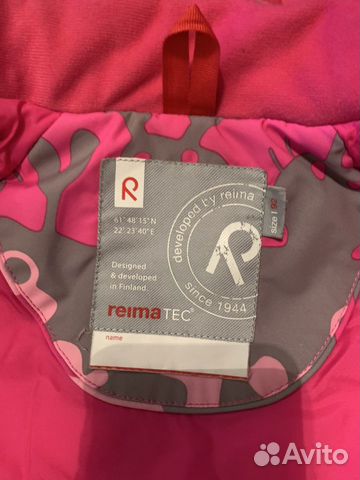 R
61° 48'15"N
22° 23'40"E
developed by reima
R
since 1944
size | 92
Designed
& developed
in Finland.
reimaTEC®
name
Avito